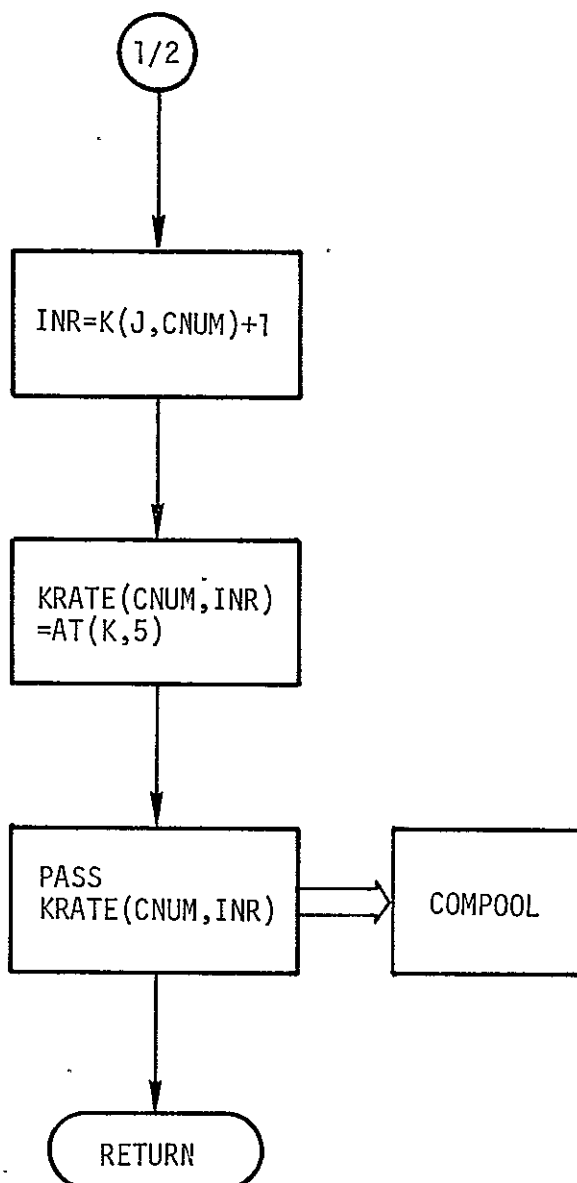 1/2
INR=K(J,CNUM)+1
KRATE(CNUM,INR)
=AT(K,5)
PASS
KRATE(CNUM,INR)
COMPOOL
RETURN